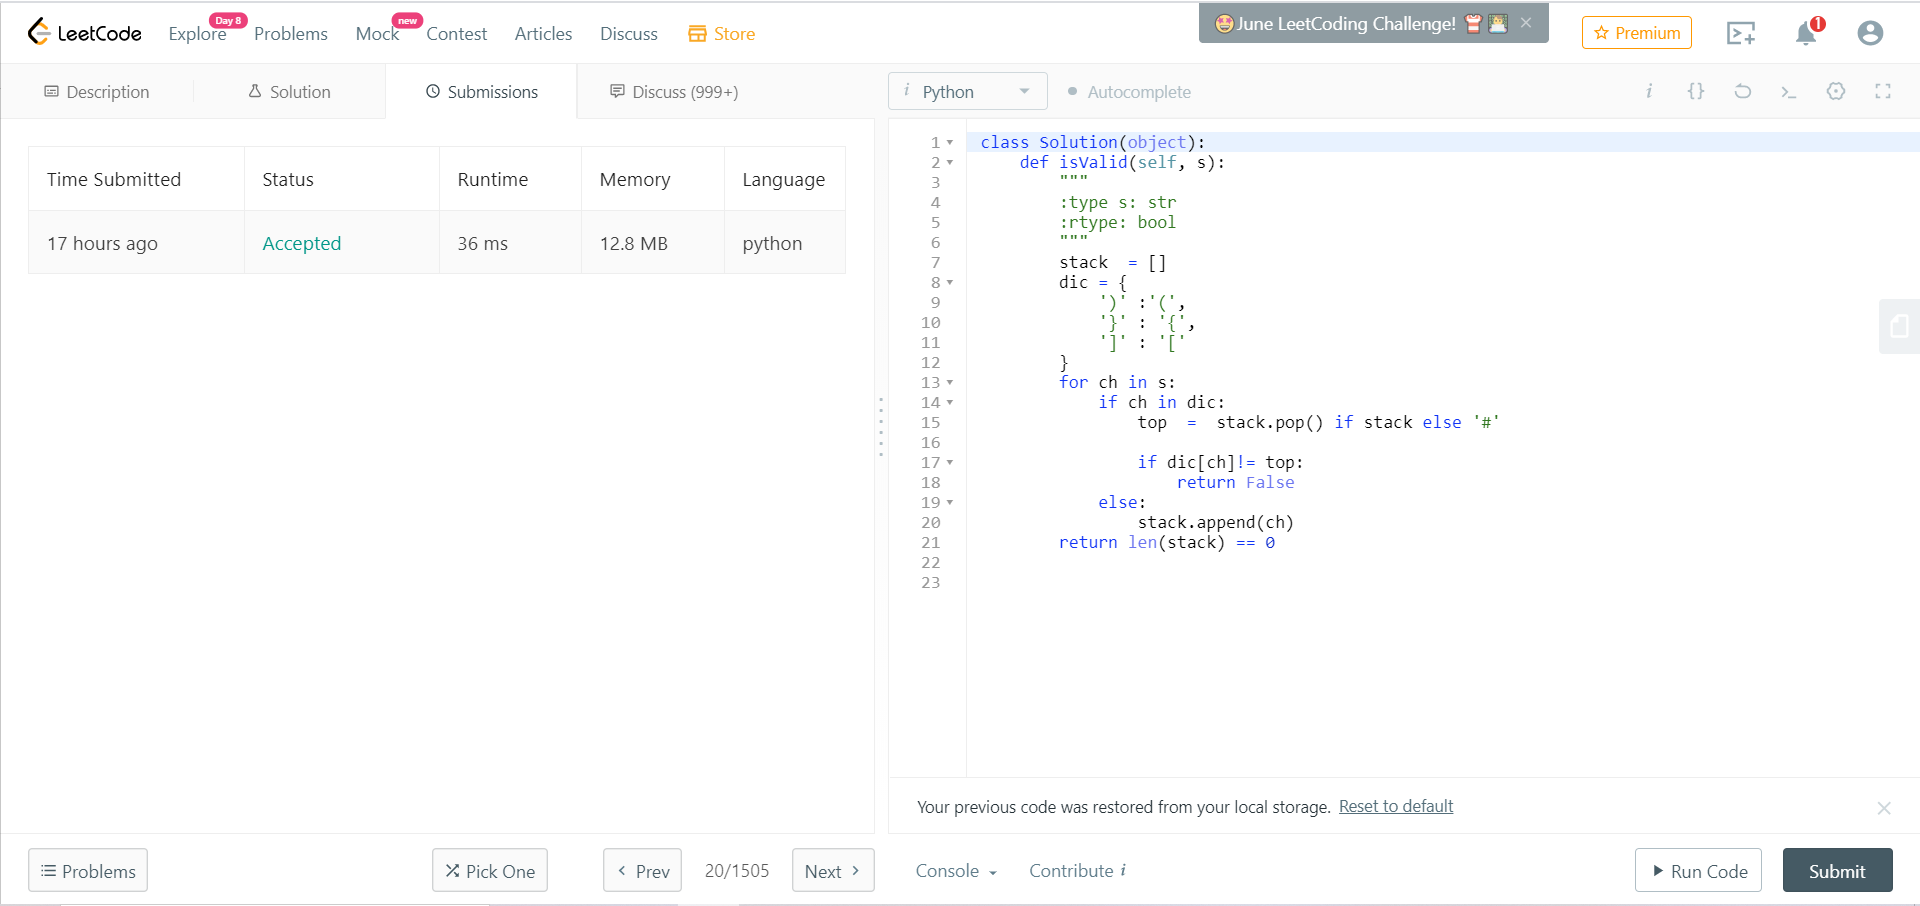 LeetCode Explore Day 8 Problems Mock new Contest Articles Discuss Store June LeetCoding Challenge! Premium 1
Description Solution Submissions Discuss (999+)
i Python Autocomplete i {}
Time Submitted Status Runtime Memory Language
17 hours ago Accepted 36 ms 12.8 MB python
1 class Solution(object):
2 def isValid(self, s):
3 """
4 :type s: str
5 :rtype: bool
6 """
7 stack  = []
8 dic = {
9 ')' :'(',
10 '}' : '{',
11 ']' : '['
12 }
13 for ch in s:
14 if ch in dic:
15 top  =  stack.pop() if stack else '#'
16
17 if dic[ch]!= top:
18 return False
19 else:
20 stack.append(ch)
21 return len(stack) == 0
22
23
Your previous code was restored from your local storage. Reset to default
Problems Pick One Prev 20/1505 Next Console Contribute i Run Code Submit